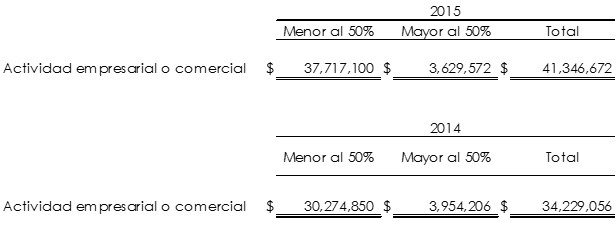 2015
Menor al 50% Mayor al 50% Total
Actividad empresarial o comercial $ 37,717,100 $ 3,629,572 $ 41,346,672
2014
Menor al 50% Mayor al 50% Total
Actividad empresarial o comercial $ 30,274,850 $ 3,954,206 $ 34,229,056